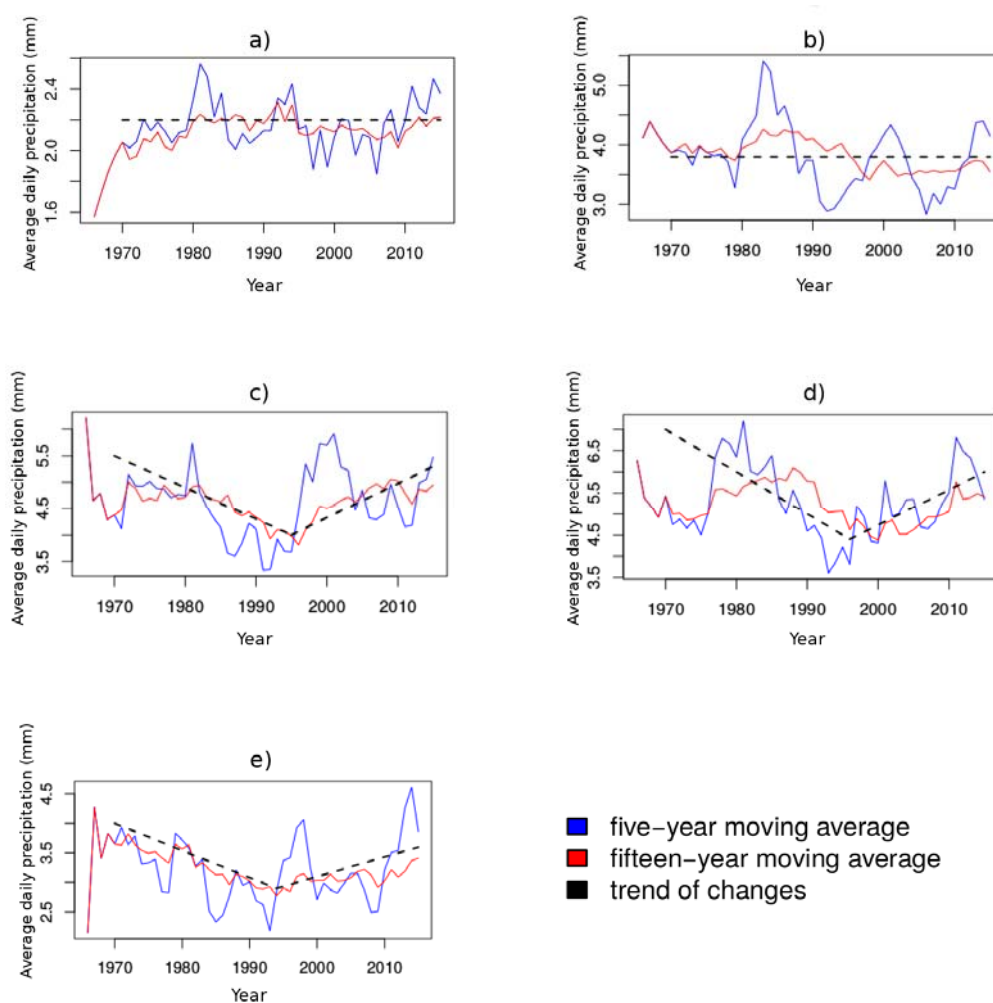 a)
Average daily precipitation (mm)
2.4
2.0
1.6
1970 1980 1990 2000 2010
Year
b)
Average daily precipitation (mm)
5.0
4.0
3.0
1970 1980 1990 2000 2010
Year
c)
Average daily precipitation (mm)
5.5
4.5
3.5
1970 1980 1990 2000 2010
Year
d)
Average daily precipitation (mm)
6.5
5.5
4.5
3.5
1970 1980 1990 2000 2010
Year
e)
Average daily precipitation (mm)
4.5
3.5
2.5
1970 1980 1990 2000 2010
Year
five-year moving average
fifteen-year moving average
trend of changes